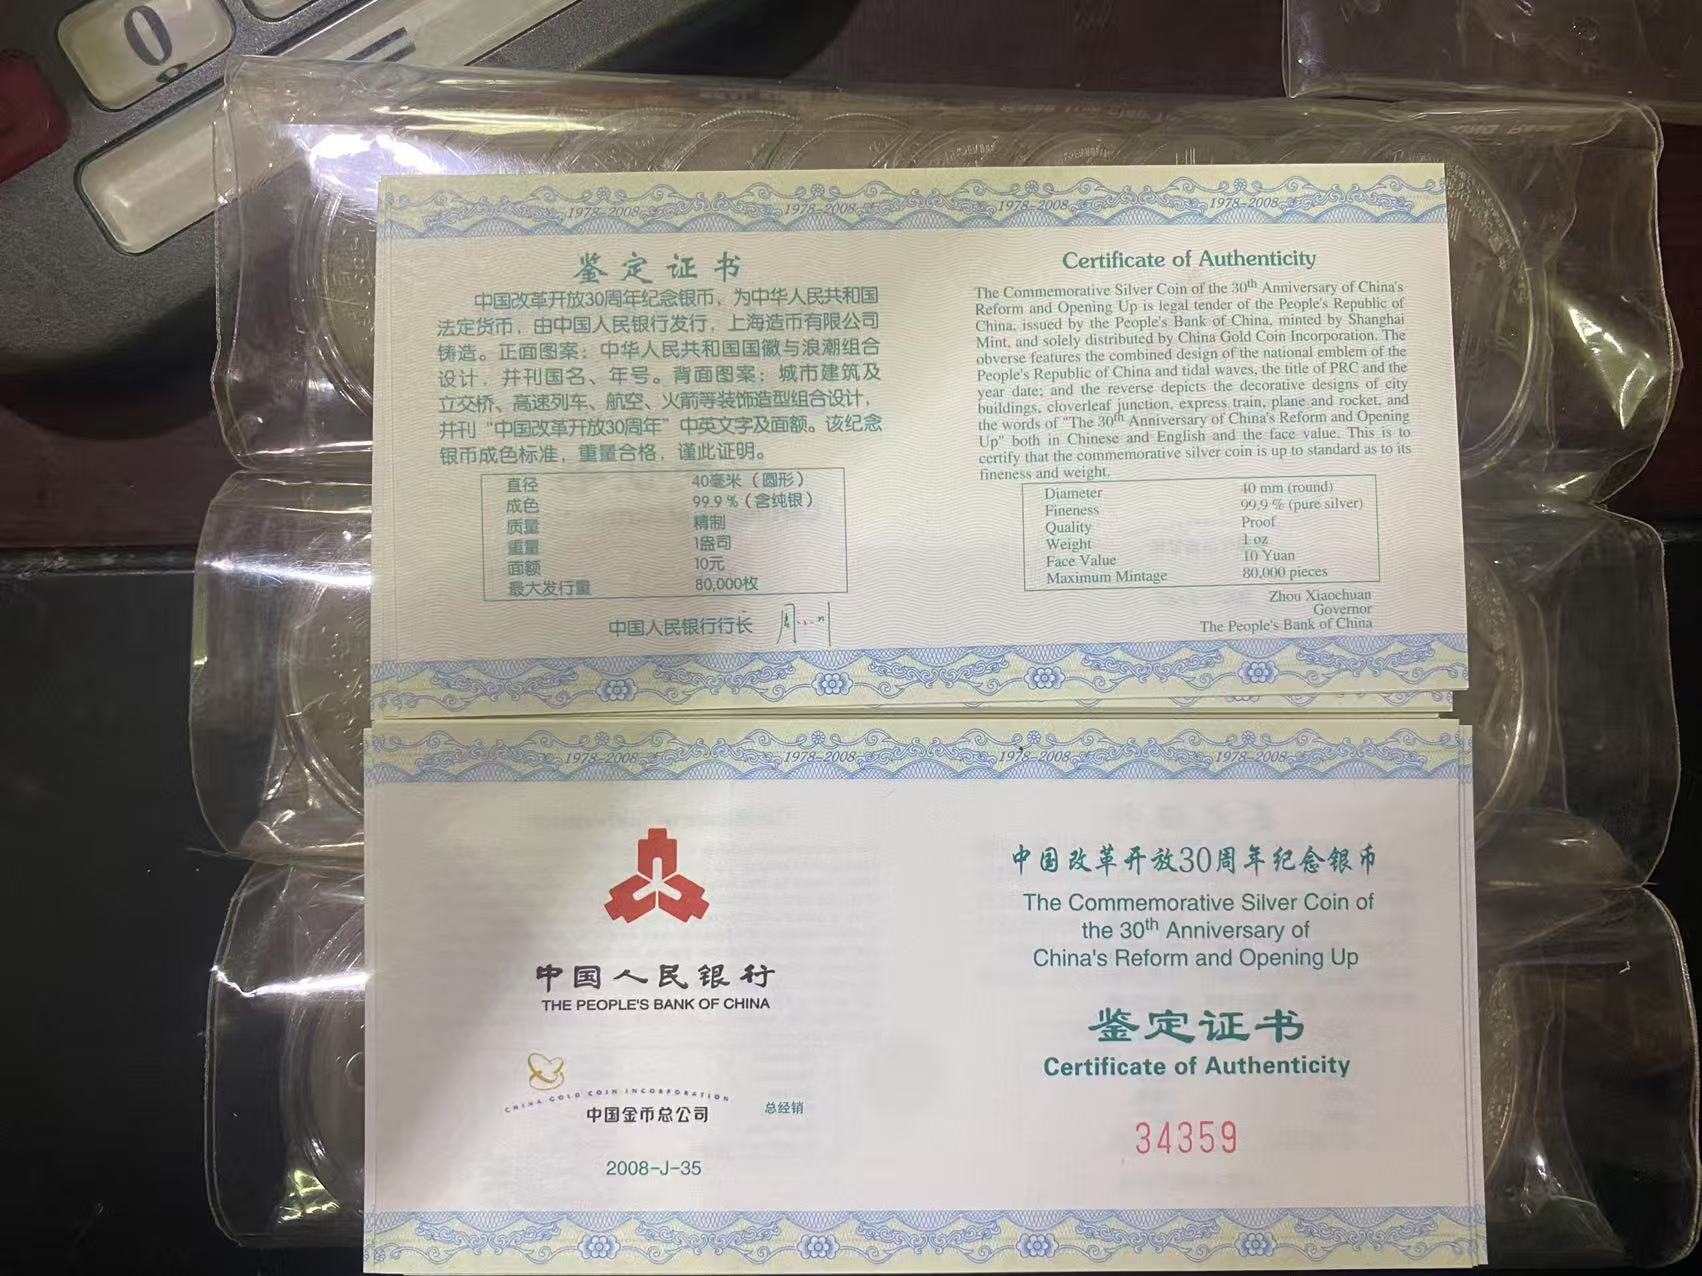 0
1978-2008 1978-2008 1978-2008 1978-2008
鉴定证书
中国改革开放30周年纪念银币，为中华人民共和国
法定货币，由中国人民银行发行，上海造币有限公司
铸造。正面图案：中华人民共和国国徽与浪潮组合
设计，并刊国名、年号。背面图案：城市建筑及
立交桥、高速列车、航空、火箭等装饰造型组合设计，
并刊“中国改革开放30周年”中英文字及面额。该纪念
银币成色标准，重量合格，谨此证明。
直径 40毫米（圆形）
成色 99.9%（含纯银）
质量 精制
重量 1盎司
面额 10元
最大发行量 80,000枚
中国人民银行行长
Certificate of Authenticity
The Commemorative Silver Coin of the 30th Anniversary of China's
Reform and Opening Up is legal tender of the People's Republic of
China, issued by the People's Bank of China, minted by Shanghai
Mint, and solely distributed by China Gold Coin Incorporation. The
obverse features the combined design of the national emblem of the
People's Republic of China and tidal waves, the title of PRC and the
year date; and the reverse depicts the decorative designs of city
buildings, cloverleaf junction, express train, plane and rocket, and
the words of "The 30th Anniversary of China's Reform and Opening
Up" both in Chinese and English and the face value. This is to
certify that the commemorative silver coin is up to standard as to its
fineness and weight.
Diameter 40 mm (round)
Fineness 99.9 % (pure silver)
Quality Proof
Weight 1 oz
Face Value 10 Yuan
Maximum Mintage 80,000 pieces
Zhou Xiaochuan
Governor
The People's Bank of China
1978-2008 1978-2008 1978-2008 1978-2008
中国人民银行
THE PEOPLE'S BANK OF CHINA
CHINA GOLD COIN INCORPORATION
中国金币总公司 总经销
2008-J-35
中国改革开放30周年纪念银币
The Commemorative Silver Coin of
the 30th Anniversary of
China's Reform and Opening Up
鉴定证书
Certificate of Authenticity
34359